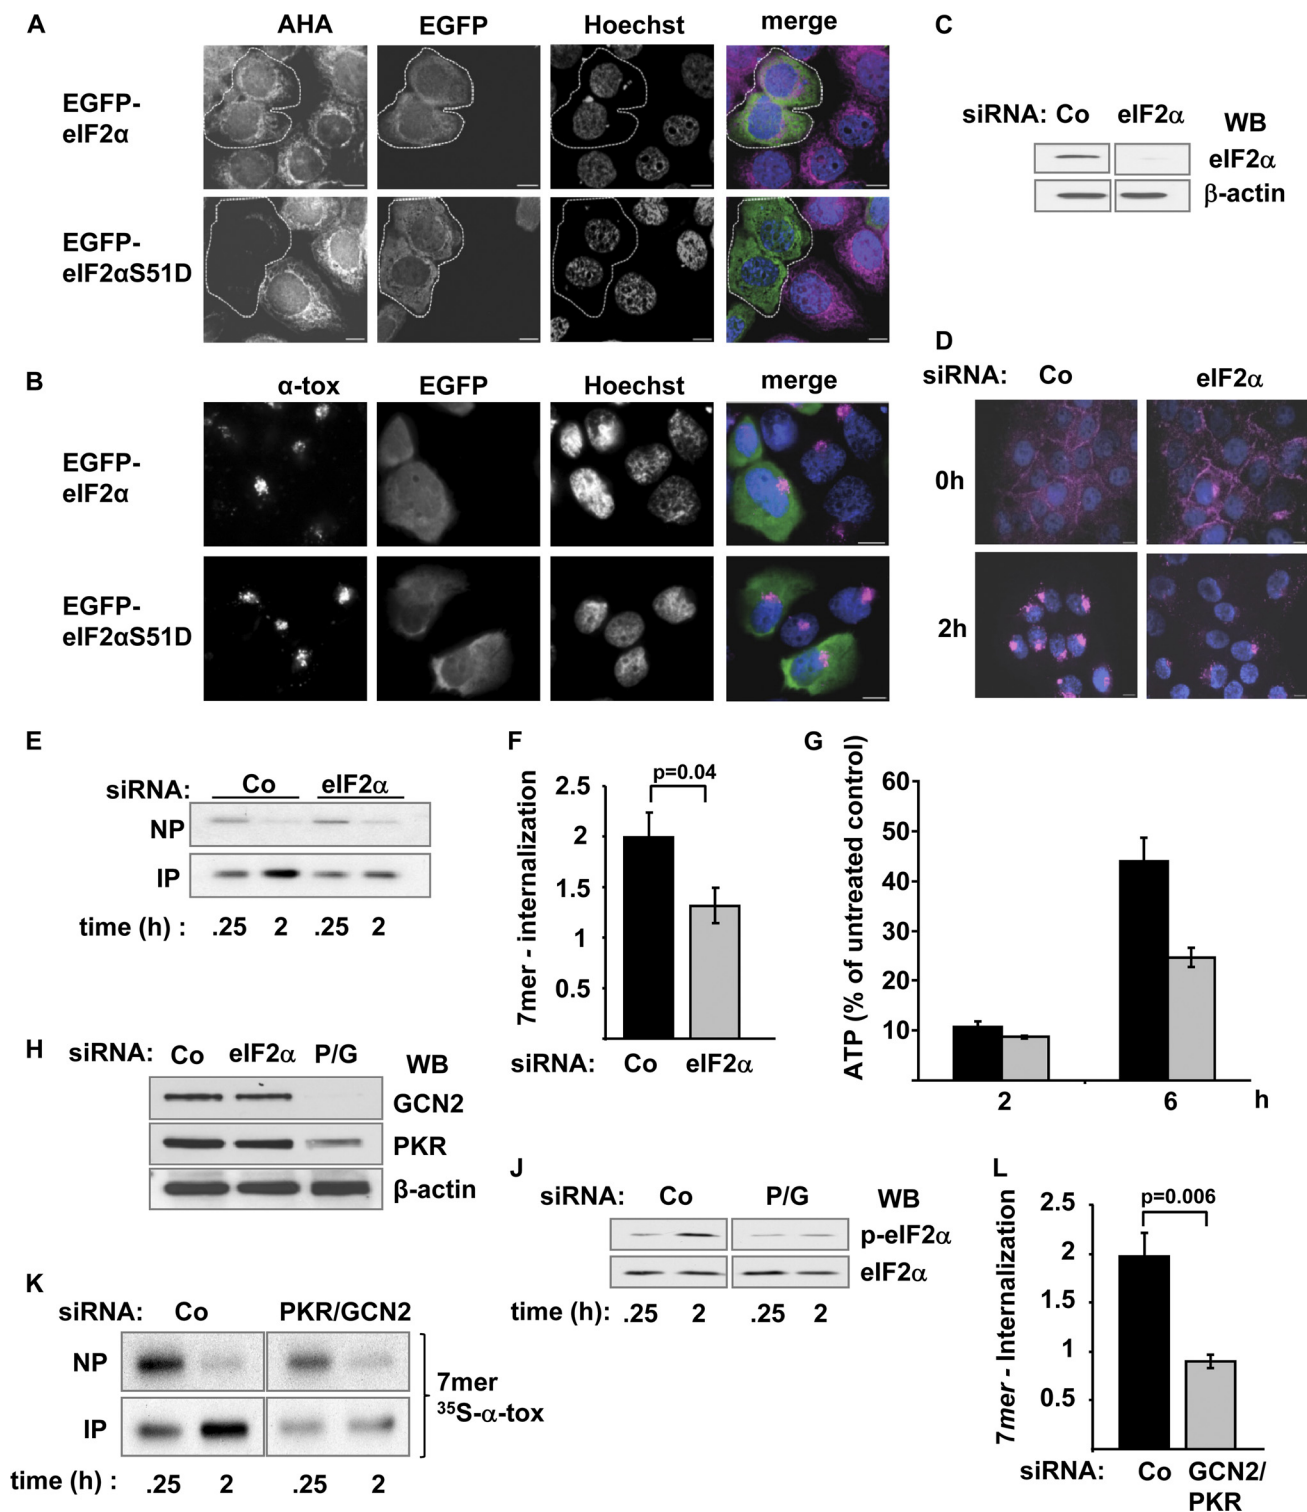 A
AHA EGFP Hoechst merge
EGFP-
eIF2α
EGFP-
eIF2αS51D
B
α-tox EGFP Hoechst merge
EGFP-
eIF2α
EGFP-
eIF2αS51D
C
siRNA: Co eIF2α WB
eIF2α
β-actin
D
siRNA: Co eIF2α
0h
2h
E
siRNA: Co eIF2α
NP
IP
time (h) : .25 2 .25 2
F
7mer - internalization
p=0.04
2.5
2
1.5
1
0.5
siRNA: Co eIF2α
G
ATP (% of untreated control)
60
50
40
30
20
10
2 6 h
H
siRNA: Co eIF2α P/G WB
GCN2
PKR
β-actin
J
siRNA: Co P/G WB
p-eIF2α
eIF2α
time (h): .25 2 .25 2
K
siRNA: Co PKR/GCN2
NP
IP
7mer
³⁵S-α-tox
time (h) : .25 2 .25 2
L
7mer - Internalization
p=0.006
2.5
2
1.5
1
0.5
siRNA: Co GCN2/
PKR